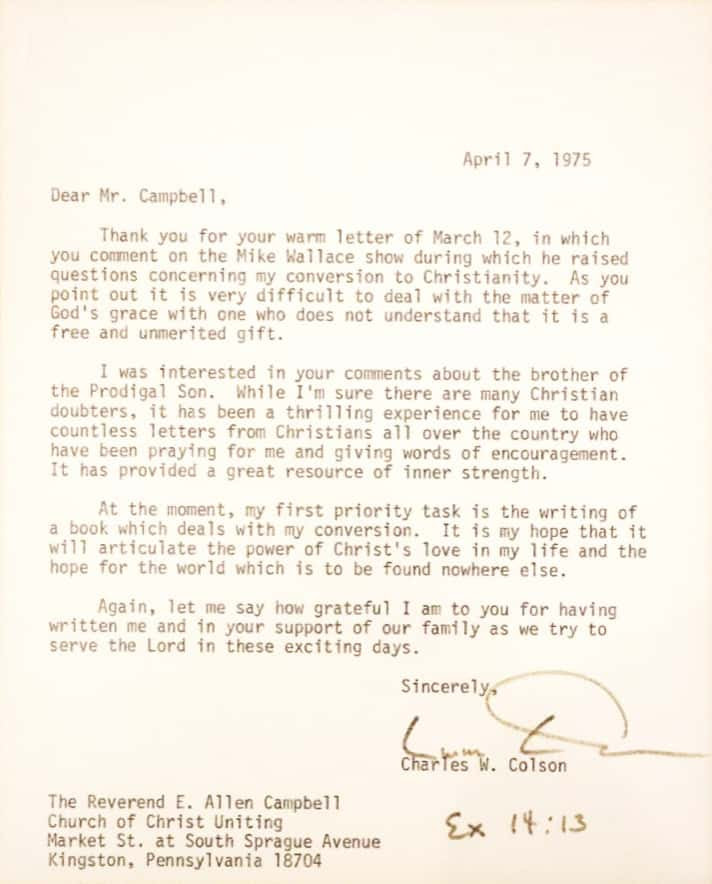 April 7, 1975
Dear Mr. Campbell,
Thank you for your warm letter of March 12, in which
you comment on the Mike Wallace show during which he raised
questions concerning my conversion to Christianity. As you
point out it is very difficult to deal with the matter of
God's grace with one who does not understand that it is a
free and unmerited gift.
I was interested in your comments about the brother of
the Prodigal Son. While I'm sure there are many Christian
doubters, it has been a thrilling experience for me to have
countless letters from Christians all over the country who
have been praying for me and giving words of encouragement.
It has provided a great resource of inner strength.
At the moment, my first priority task is the writing of
a book which deals with my conversion. It is my hope that it
will articulate the power of Christ's love in my life and the
hope for the world which is to be found nowhere else.
Again, let me say how grateful I am to you for having
written me and in your support of our family as we try to
serve the Lord in these exciting days.
Sincerely,
Charles W. Colson
The Reverend E. Allen Campbell
Church of Christ Uniting
Market St. at South Sprague Avenue
Kingston, Pennsylvania 18704
Ex 14:13